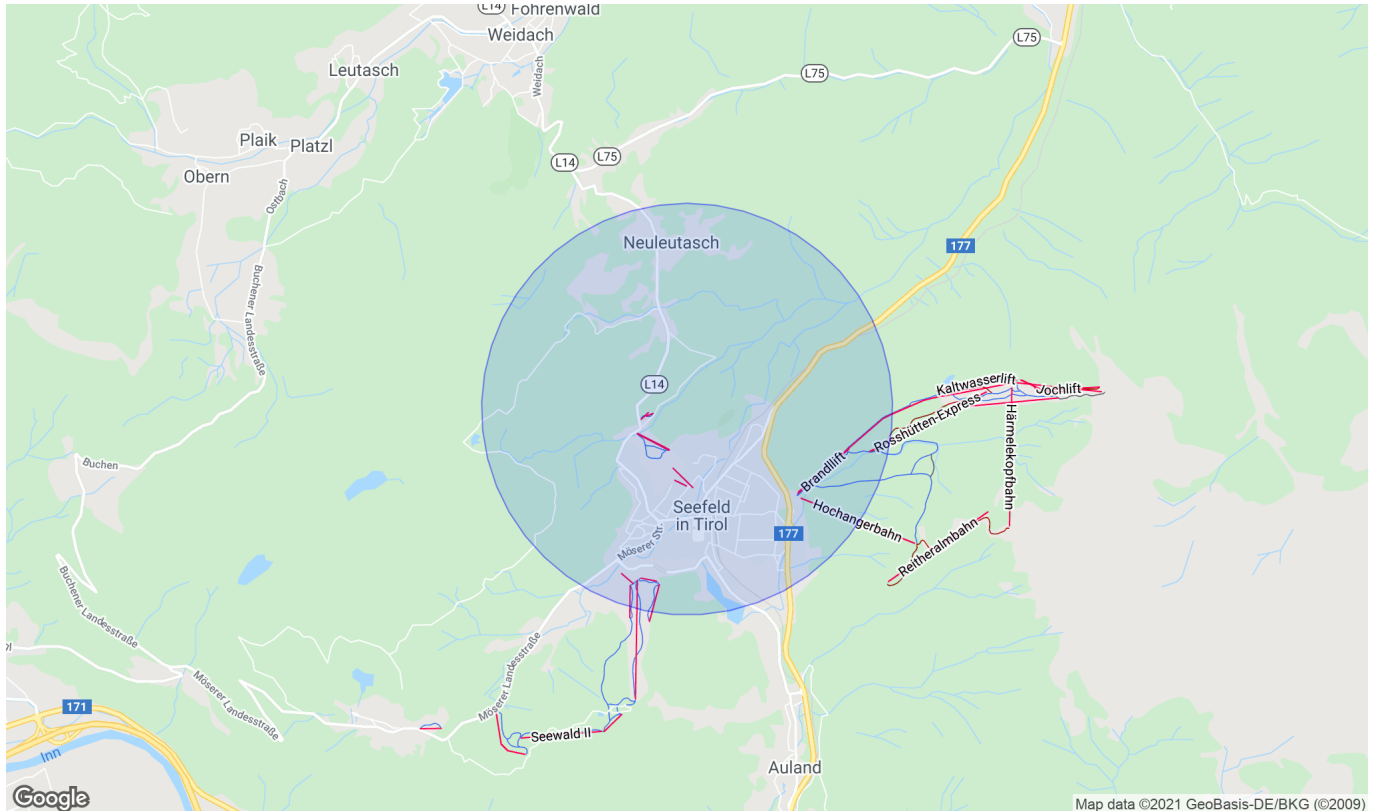 L14
Fohrenwald
Weidach
L75
Leutasch
L75
Weidach
Plaik
Platzl
L14
L75
Obern
Ostbach
Neuleutasch
177
Buchener Landesstraße
L14
Kaltwasserlift
Jochlift
Rosshütten-Express
Härmelekopfbahn
Buchen
Brandllift
Seefeld
in Tirol
Hochangerbahn
177
Möserer Str.
Reitheralmbahn
Buchener Landesstraße
Möserer Landesstraße
Möserer Landesstraße
171
Seewald II
Inn
Auland
Google
Map data ©2021 GeoBasis-DE/BKG (©2009)